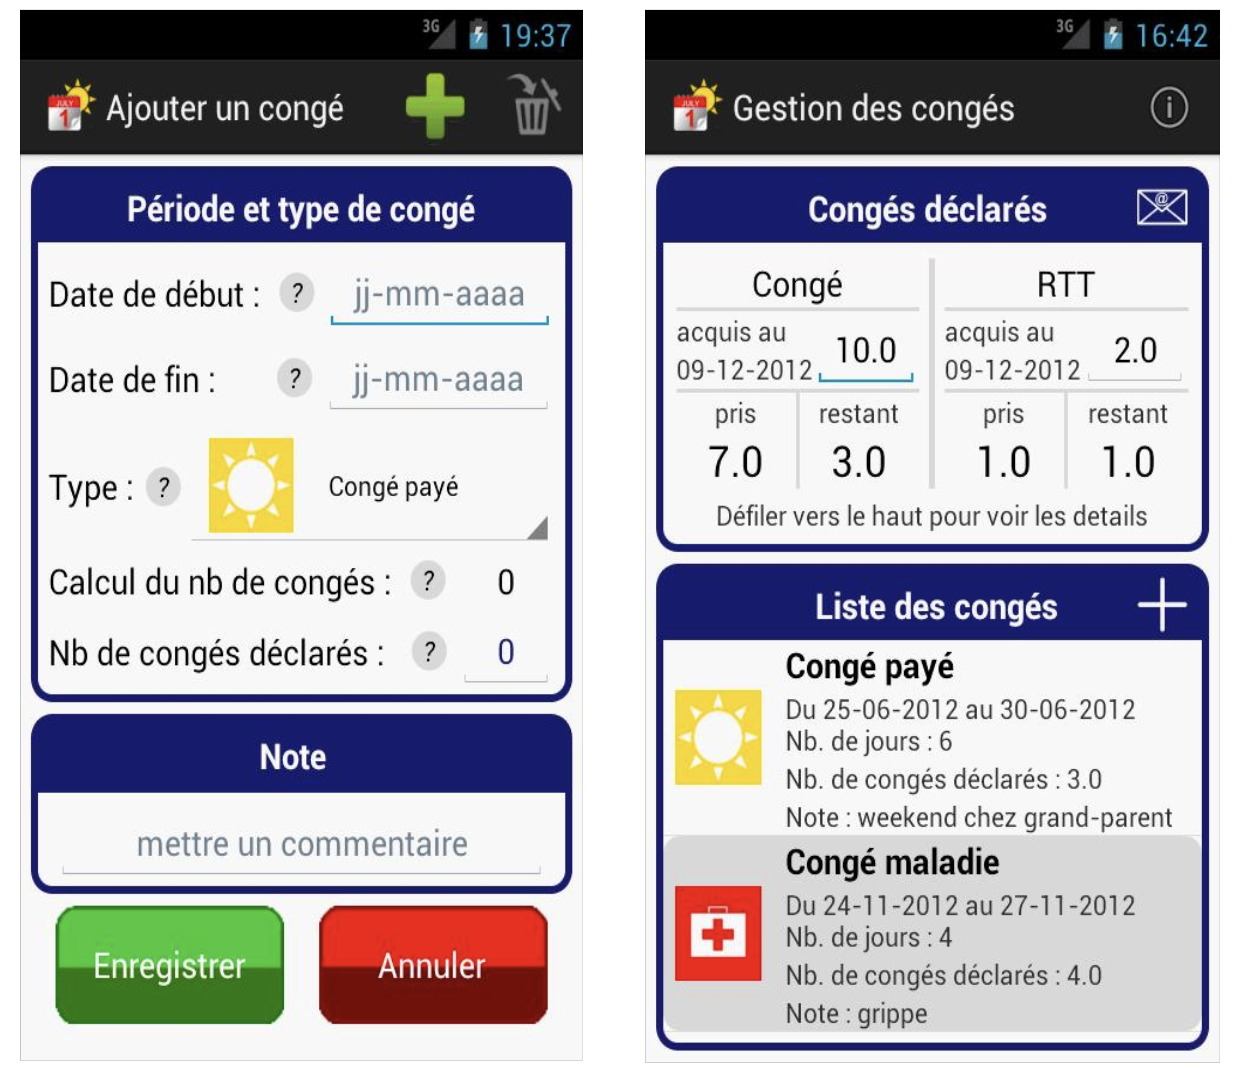 3G 19:37
JULY
1
Ajouter un congé
Période et type de congé
Date de début : ? jj-mm-aaaa
Date de fin : ? jj-mm-aaaa
Type : ? Congé payé
Calcul du nb de congés : ? 0
Nb de congés déclarés : ? 0
Note
mettre un commentaire
Enregistrer Annuler
3G 16:42
JULY
1
Gestion des congés i
Congés déclarés @
Congé RTT
acquis au
09-12-2012 10.0
acquis au
09-12-2012 2.0
pris restant pris restant
7.0 3.0 1.0 1.0
Défiler vers le haut pour voir les details
Liste des congés
Congé payé
Du 25-06-2012 au 30-06-2012
Nb. de jours : 6
Nb. de congés déclarés : 3.0
Note : weekend chez grand-parent
Congé maladie
Du 24-11-2012 au 27-11-2012
Nb. de jours : 4
Nb. de congés déclarés : 4.0
Note : grippe